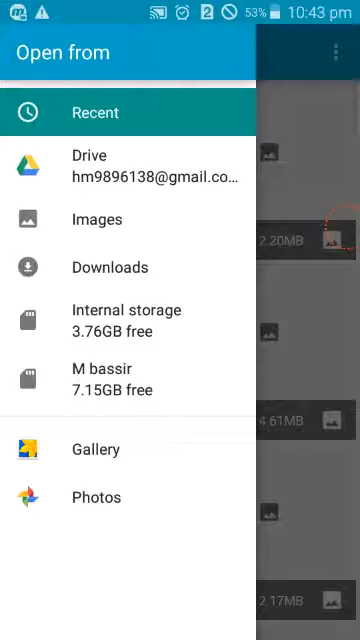 2 53% 10:43 pm
Open from
Recent
Drive
hm9896138@gmail.co...
Images
2.20MB
Downloads
Internal storage
3.76GB free
M bassir
7.15GB free
4.61MB
Gallery
Photos
2.17MB